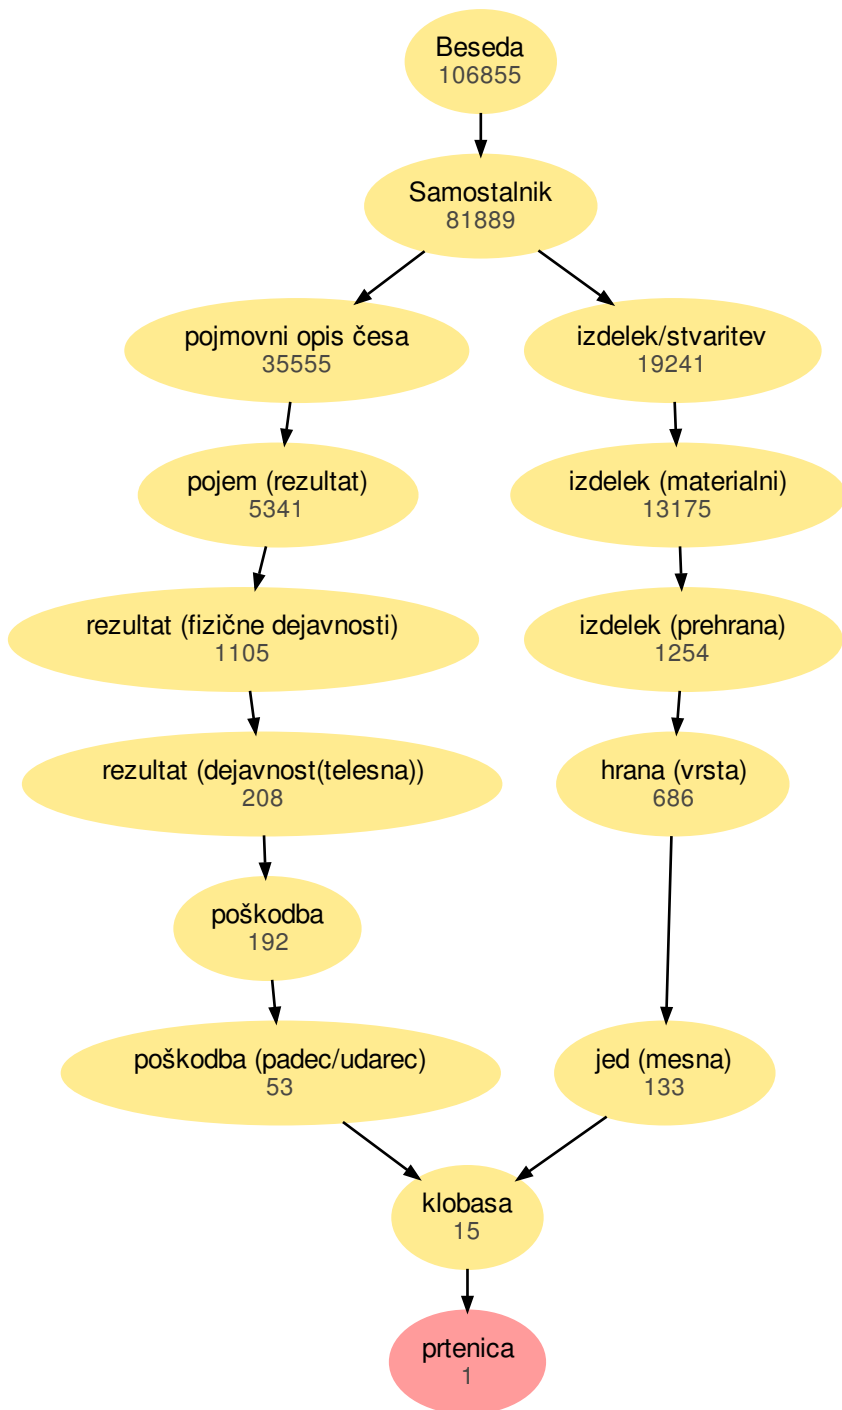 Beseda
106855
Samostalnik
81889
pojmovni opis česa
35555
izdelek/stvaritev
19241
pojem (rezultat)
5341
izdelek (materialni)
13175
rezultat (fizične dejavnosti)
1105
izdelek (prehrana)
1254
rezultat (dejavnost(telesna))
208
hrana (vrsta)
686
poškodba
192
poškodba (padec/udarec)
53
jed (mesna)
133
klobasa
15
prtenica
1